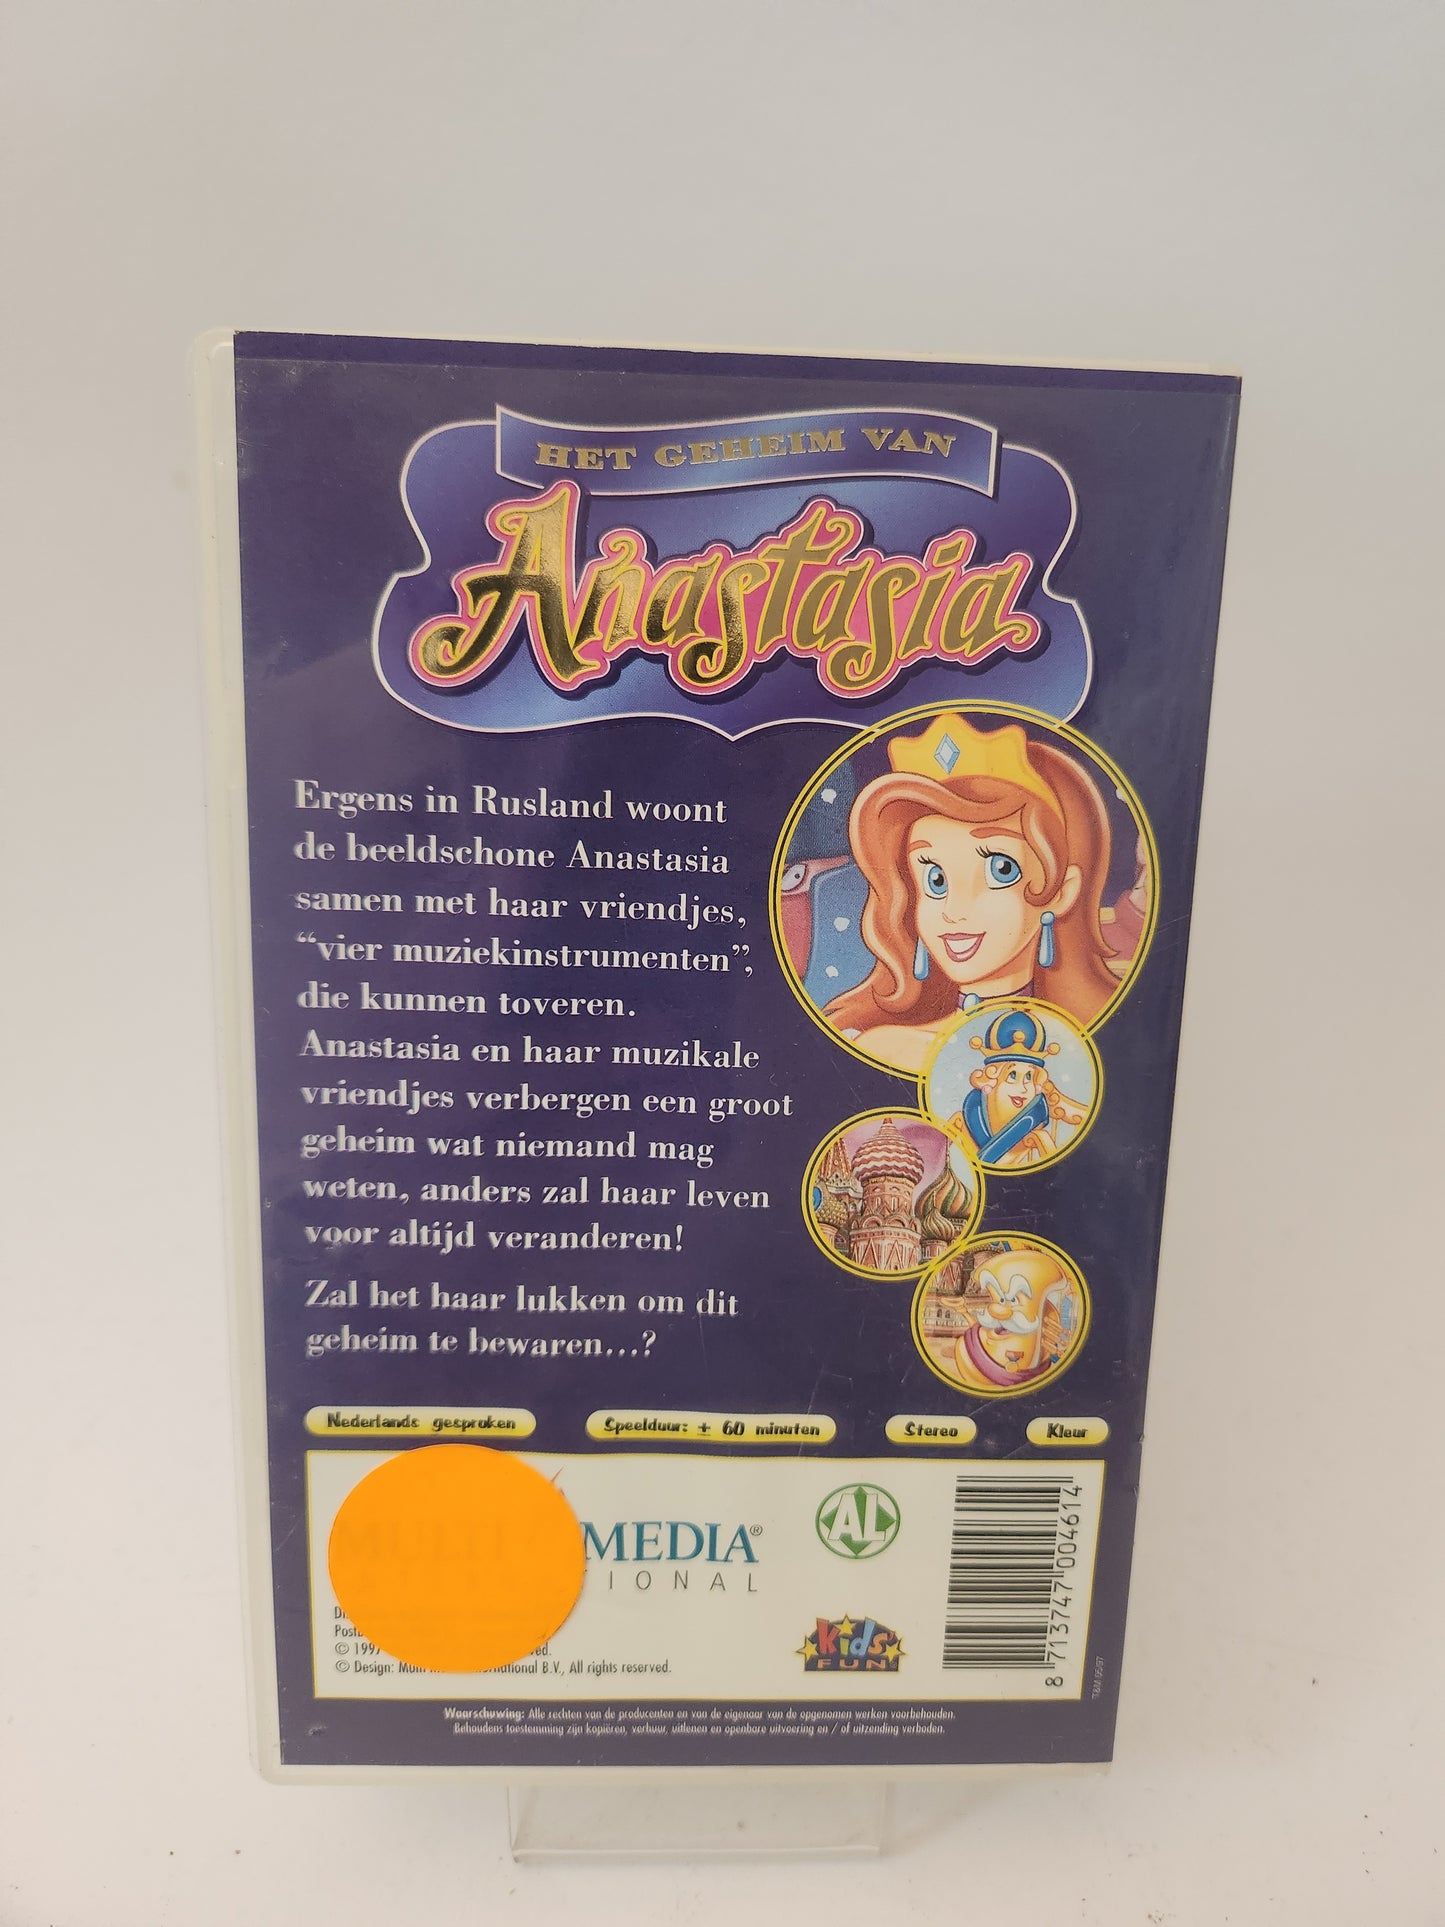 HET GEHEIM VAN
Anastasia
Ergens in Rusland woont
de beeldschone Anastasia
samen met haar vriendjes,
“vier muziekinstrumenten”,
die kunnen toveren.
Anastasia en haar muzikale
vriendjes verbergen een groot
geheim wat niemand mag
weten, anders zal haar leven
voor altijd veranderen!
Zal het haar lukken om dit
geheim te bewaren...?
Nederlands gesproken
Speelduur: ± 60 minuten
Stereo
Kleur
MULTI MEDIA®
AL
© 1997
© Design: International B.V., All rights reserved.
Kids' FUN
8 713747 004614
Waarschuwing: Alle rechten van de producenten en van de eigenaar van de opgenomen werken voorbehouden.
Behoudens toestemming zijn kopiëren, verhuur, uitlenen en openbare uitvoering en / of uitzending verboden.